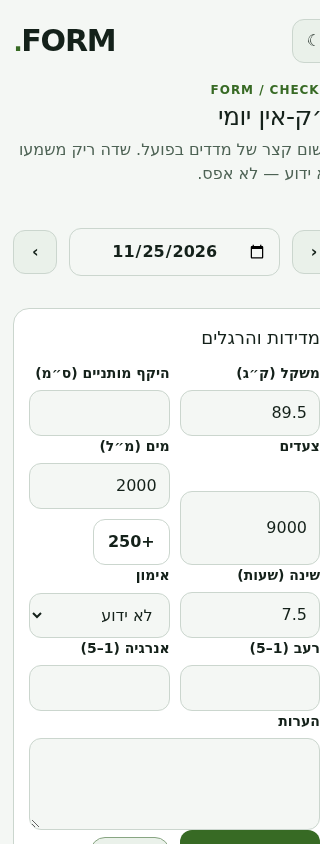 FORM.
FORM / CHECK
׳ק-אין יומי
שום קצר של מדדים בפועל. שדה ריק משמעו
א ידוע — לא אפס.
11/25/2026
מדידות והרגלים
משקל (ק״ג) היקף מותניים (ס״מ)
89.5
צעדים מים (מ״ל)
9000 2000
+250
שינה (שעות) אימון
7.5 לא ידוע
רעב (1–5) אנרגיה (1–5)
הערות